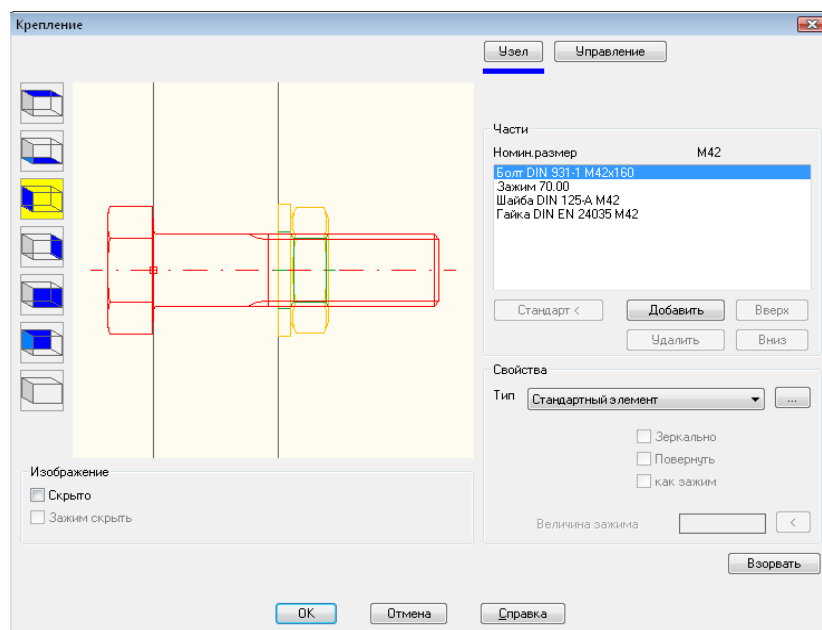 Крепление
Узел
Управление
Части
Номин.размер M42
Болт DIN 931-1 M42x160
Зажим 70.00
Шайба DIN 125-A M42
Гайка DIN EN 24035 M42
Стандарт <
Добавить
Вверх
Удалить
Вниз
Свойства
Тип
Стандартный элемент
...
Зеркально
Повернуть
как зажим
Величина зажима
<
Изображение
Скрыто
Зажим скрыть
Взорвать
OK
Отмена
Справка